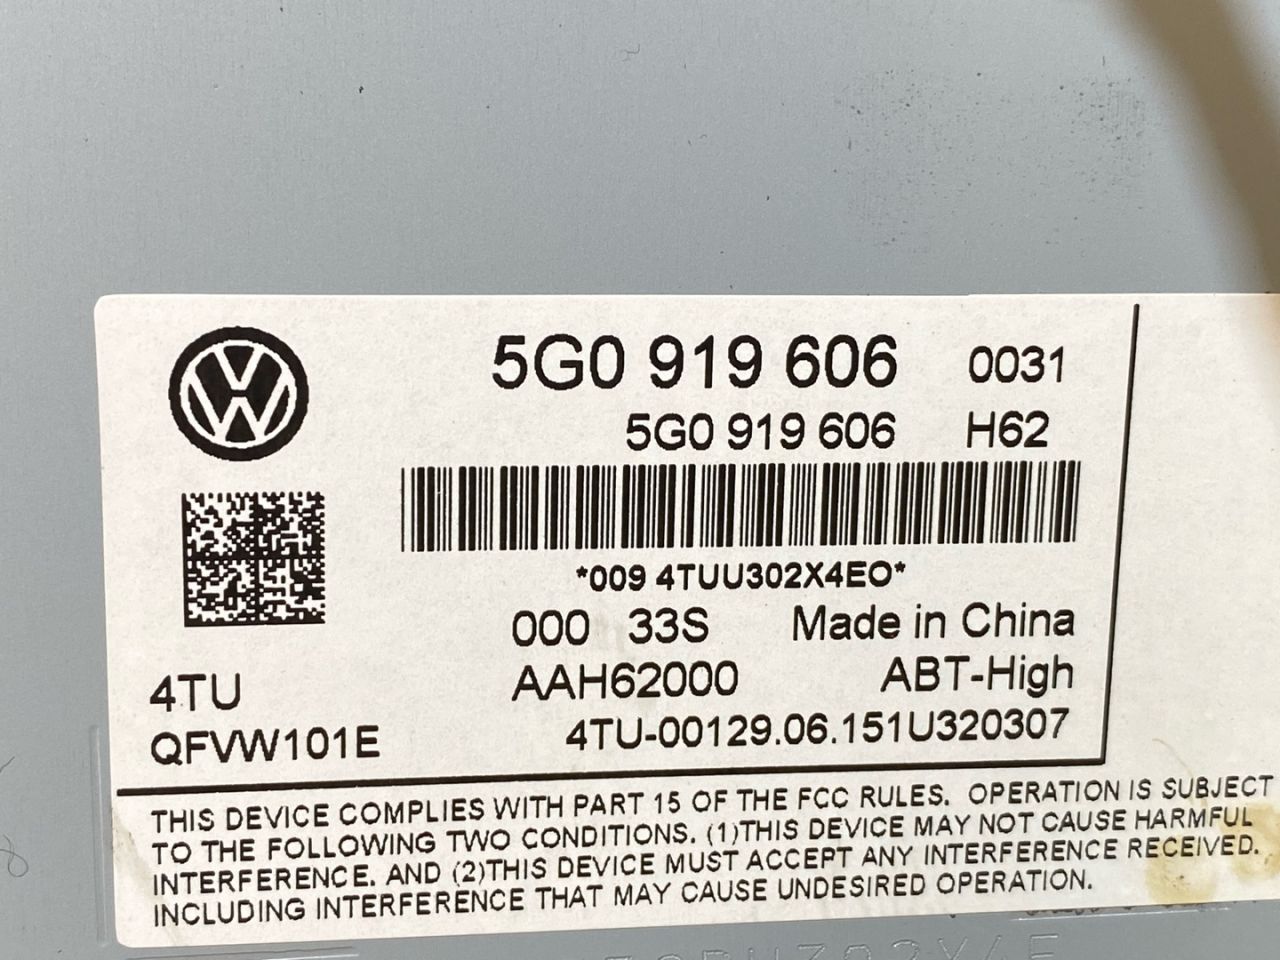 5G0 919 606 0031
5G0 919 606 H62
*009 4TUU302X4EO*
000 33S Made in China
AAH62000 ABT-High
4TU
QFVW101E
4TU-00129.06.151U320307
THIS DEVICE COMPLIES WITH PART 15 OF THE FCC RULES. OPERATION IS SUBJECT
TO THE FOLLOWING TWO CONDITIONS. (1)THIS DEVICE MAY NOT CAUSE HARMFUL
INTERFERENCE. AND (2)THIS DEVICE MUST ACCEPT ANY INTERFERENCE RECEIVED.
INCLUDING INTERFERENCE THAT MAY CAUSE UNDESIRED OPERATION.